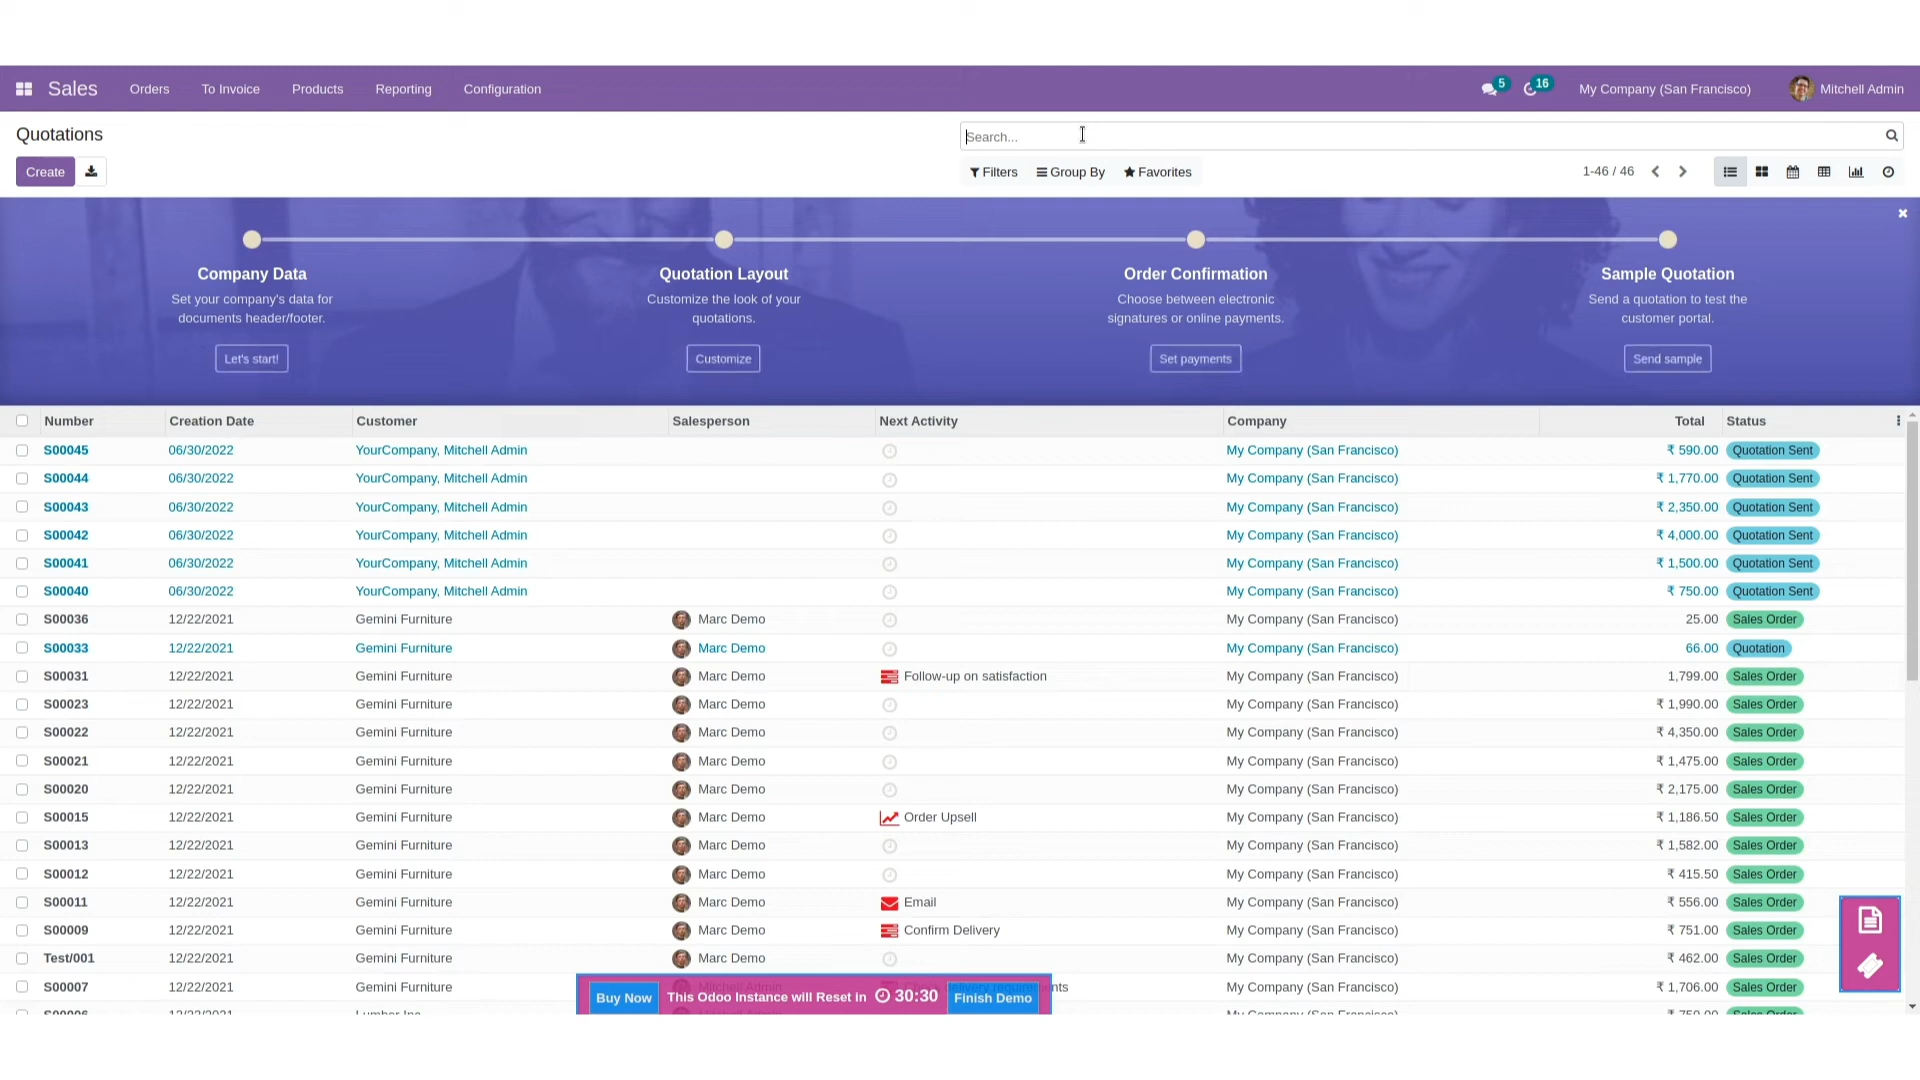 Sales Orders To Invoice Products Reporting Configuration 5 16 My Company (San Francisco) Mitchell Admin
Quotations
Search...
Create
Filters Group By Favorites 1-46 / 46
Company Data Quotation Layout Order Confirmation Sample Quotation
Set your company's data for Customize the look of your Choose between electronic Send a quotation to test the
documents header/footer. quotations. signatures or online payments. customer portal.
Let's start! Customize Set payments Send sample
Number Creation Date Customer Salesperson Next Activity Company Total Status
S00045 06/30/2022 YourCompany, Mitchell Admin My Company (San Francisco) ₹ 590.00 Quotation Sent
S00044 06/30/2022 YourCompany, Mitchell Admin My Company (San Francisco) ₹ 1,770.00 Quotation Sent
S00043 06/30/2022 YourCompany, Mitchell Admin My Company (San Francisco) ₹ 2,350.00 Quotation Sent
S00042 06/30/2022 YourCompany, Mitchell Admin My Company (San Francisco) ₹ 4,000.00 Quotation Sent
S00041 06/30/2022 YourCompany, Mitchell Admin My Company (San Francisco) ₹ 1,500.00 Quotation Sent
S00040 06/30/2022 YourCompany, Mitchell Admin My Company (San Francisco) ₹ 750.00 Quotation Sent
S00036 12/22/2021 Gemini Furniture Marc Demo My Company (San Francisco) 25.00 Sales Order
S00033 12/22/2021 Gemini Furniture Marc Demo My Company (San Francisco) 66.00 Quotation
S00031 12/22/2021 Gemini Furniture Marc Demo Follow-up on satisfaction My Company (San Francisco) 1,799.00 Sales Order
S00023 12/22/2021 Gemini Furniture Marc Demo My Company (San Francisco) ₹ 1,990.00 Sales Order
S00022 12/22/2021 Gemini Furniture Marc Demo My Company (San Francisco) ₹ 4,350.00 Sales Order
S00021 12/22/2021 Gemini Furniture Marc Demo My Company (San Francisco) ₹ 1,475.00 Sales Order
S00020 12/22/2021 Gemini Furniture Marc Demo My Company (San Francisco) ₹ 2,175.00 Sales Order
S00015 12/22/2021 Gemini Furniture Marc Demo Order Upsell My Company (San Francisco) ₹ 1,186.50 Sales Order
S00013 12/22/2021 Gemini Furniture Marc Demo My Company (San Francisco) ₹ 1,582.00 Sales Order
S00012 12/22/2021 Gemini Furniture Marc Demo My Company (San Francisco) ₹ 415.50 Sales Order
S00011 12/22/2021 Gemini Furniture Marc Demo Email My Company (San Francisco) ₹ 556.00 Sales Order
S00009 12/22/2021 Gemini Furniture Marc Demo Confirm Delivery My Company (San Francisco) ₹ 751.00 Sales Order
Test/001 12/22/2021 Gemini Furniture Marc Demo My Company (San Francisco) ₹ 462.00 Sales Order
S00007 12/22/2021 Gemini Furniture My Company (San Francisco) ₹ 1,706.00 Sales Order
Buy Now This Odoo Instance will Reset in 30:30 Finish Demo